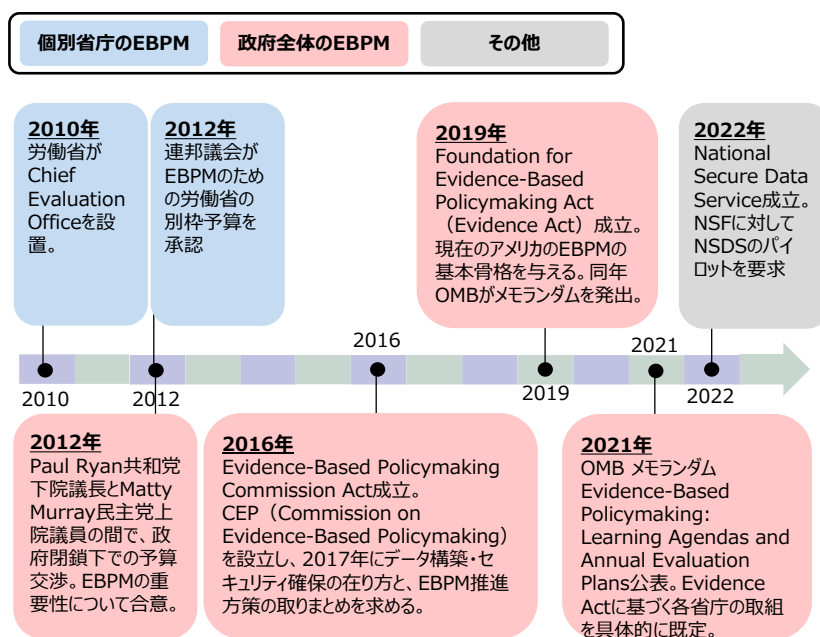 個別省庁のEBPM
政府全体のEBPM
その他
2010年
労働省が
Chief
Evaluation
Officeを設
置。
2012年
連邦議会が
EBPMのため
の労働省の
別枠予算を
承認
2019年
Foundation for
Evidence-Based
Policymaking Act
（Evidence Act）成立。
現在のアメリカのEBPMの
基本骨格を与える。同年
OMBがメモランダムを発出。
2022年
National
Secure Data
Service成立。
NSFに対して
NSDSのパイ
ロットを要求
2010
2012
2016
2019
2021
2022
2012年
Paul Ryan共和党
下院議長とMatty
Murray民主党上
院議員の間で、政
府閉鎖下での予算
交渉。EBPMの重
要性について合意。
2016年
Evidence-Based Policymaking
Commission Act成立。
CEP（Commission on
Evidence-Based Policymaking）
を設立し、2017年にデータ構築・セ
キュリティ確保の在り方と、EBPM推進
方策の取りまとめを求める。
2021年
OMB メモランダム
Evidence-Based
Policymaking:
Learning Agendas and
Annual Evaluation
Plans公表。Evidence
Actに基づく各省庁の取組
を具体的に既定。